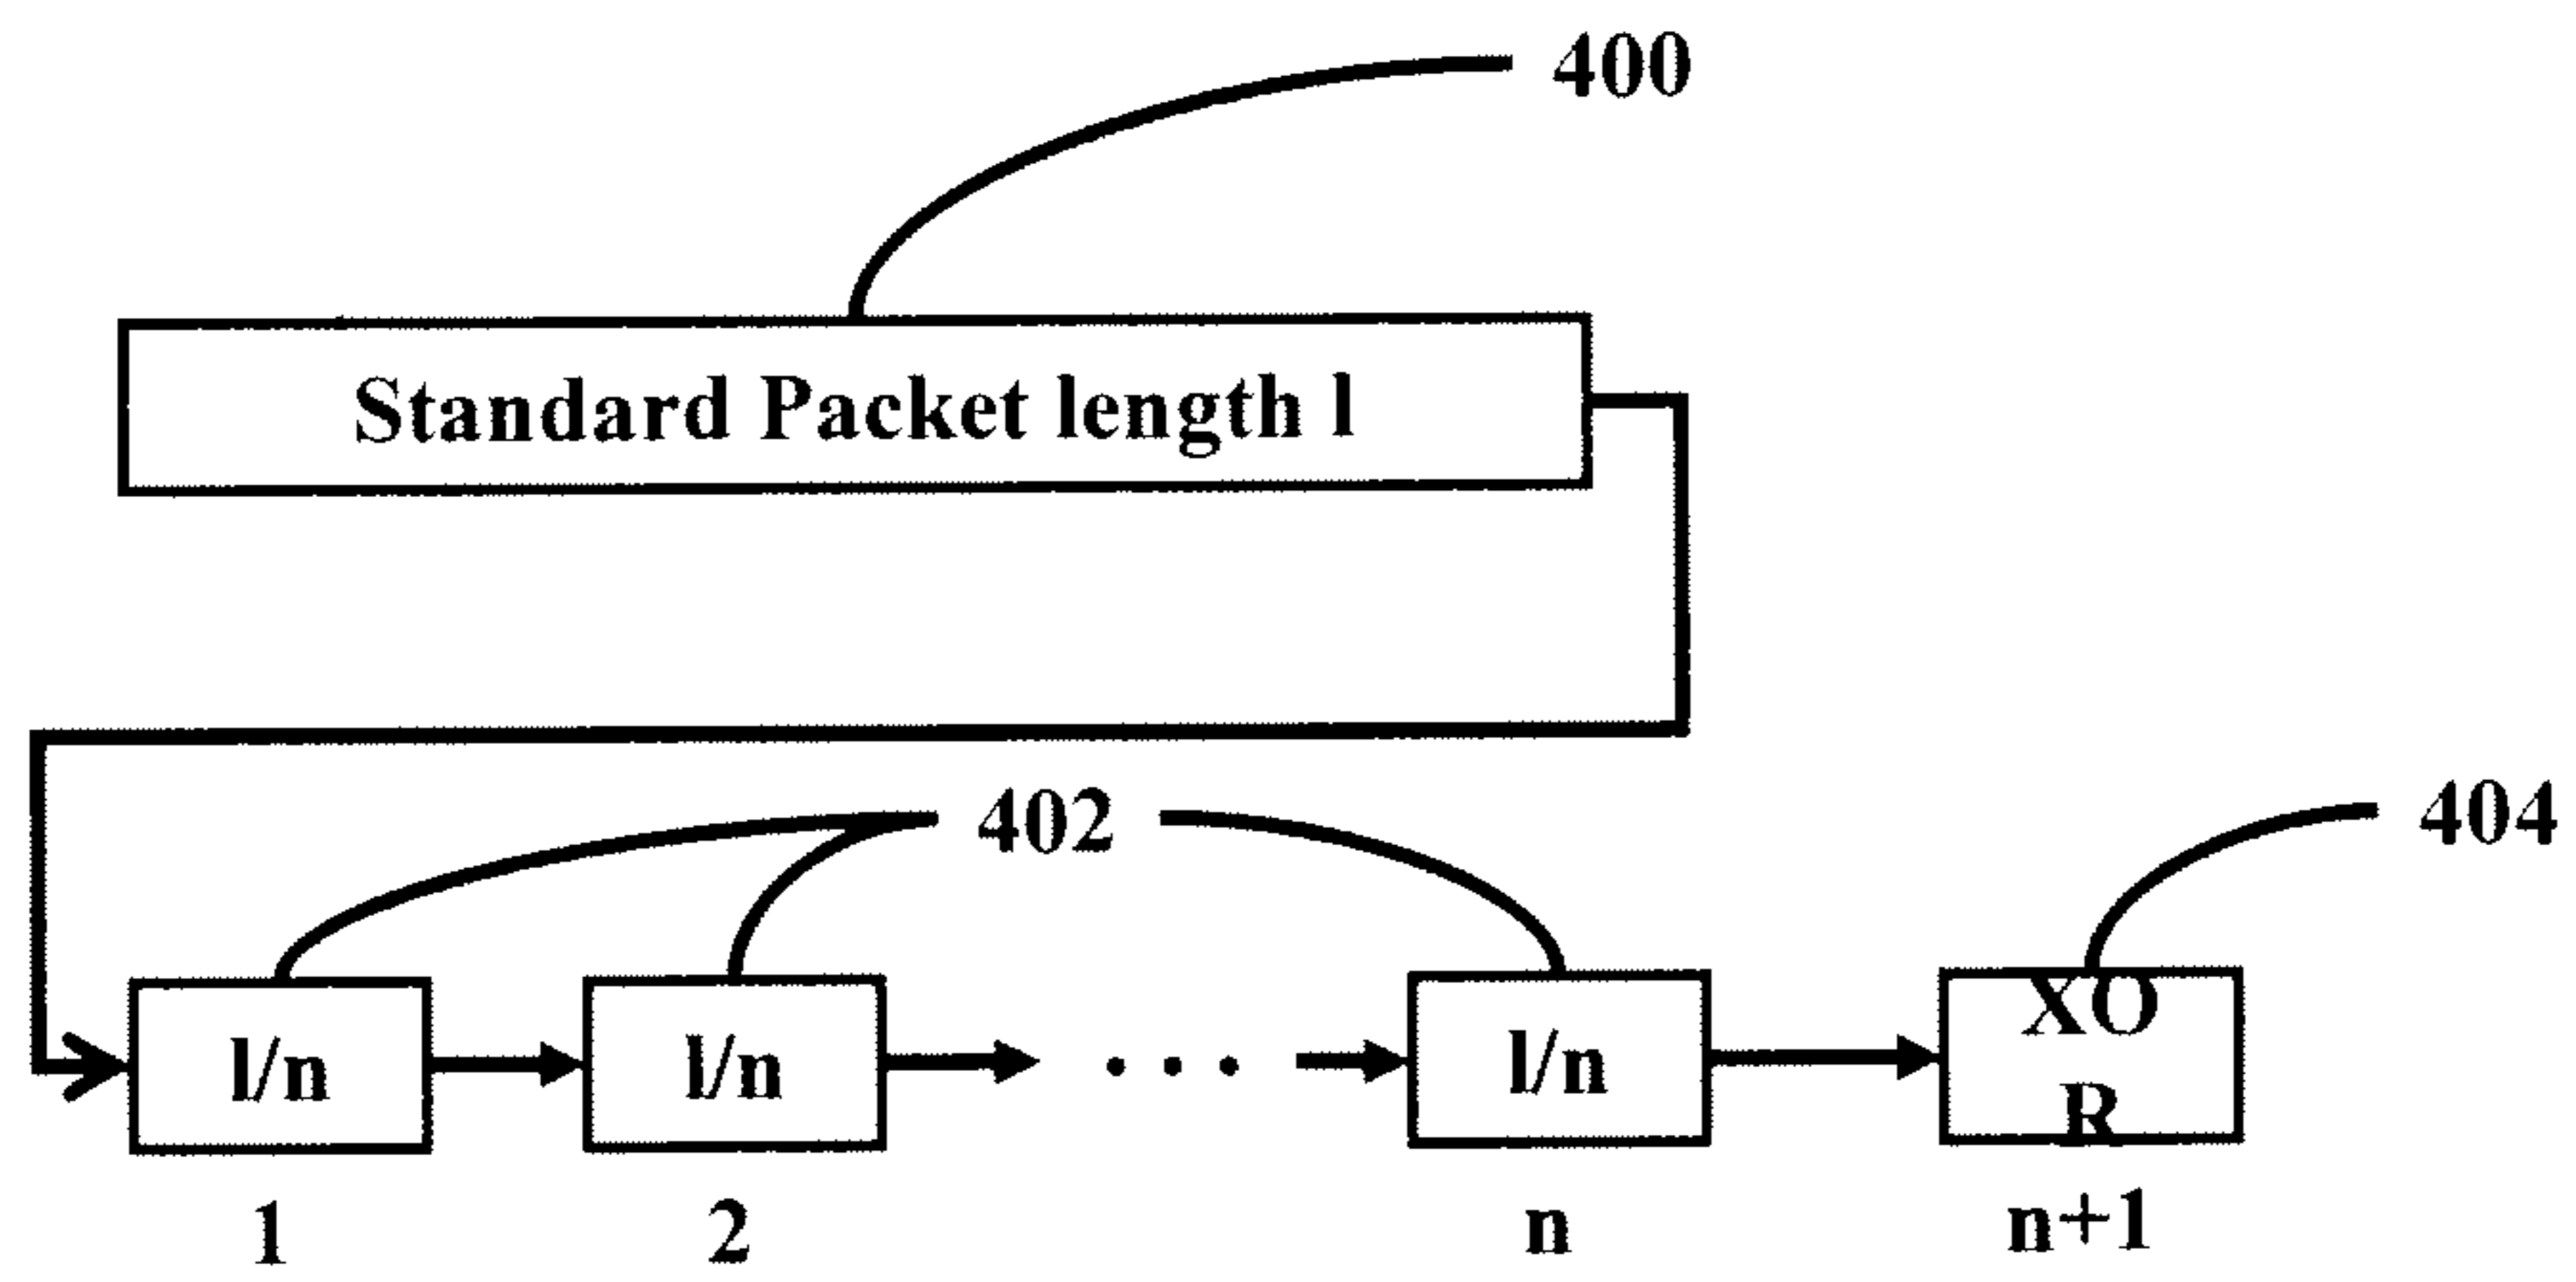 400
Standard Packet length l
402
404
l/n
l/n
. . .
l/n
XO
R
1
2
n
n+1